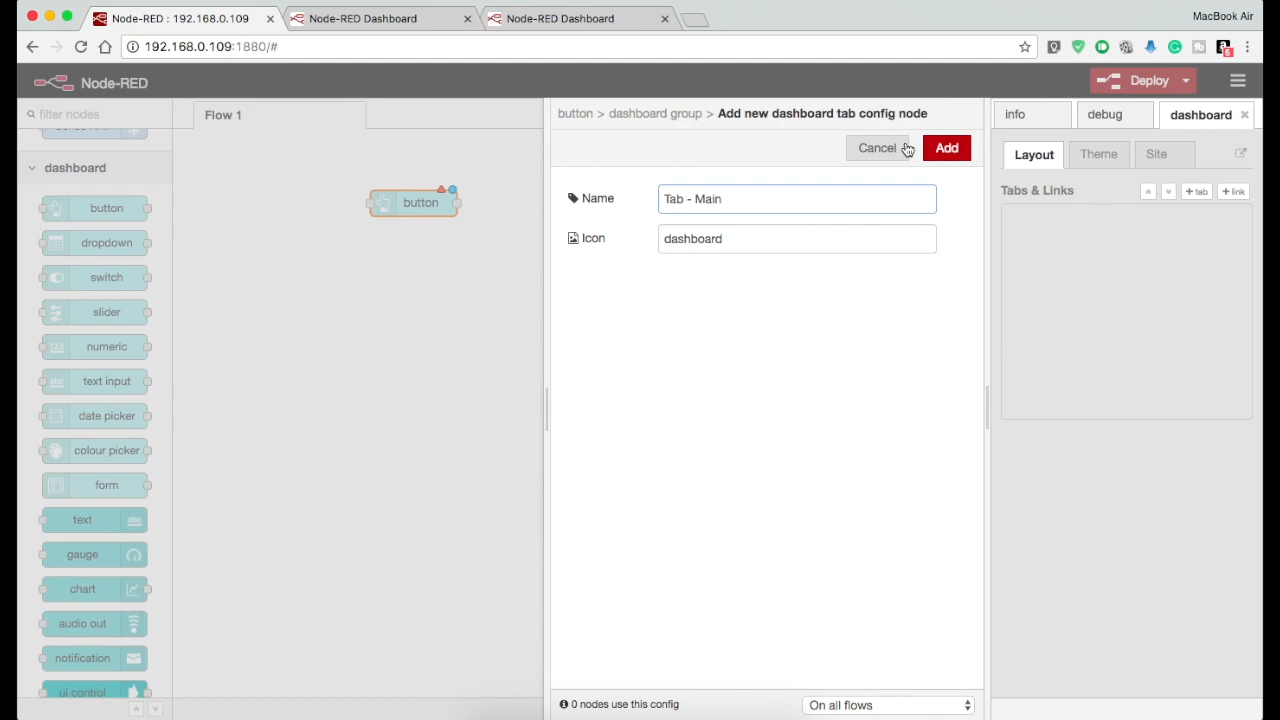 Node-RED : 192.168.0.109
Node-RED Dashboard
Node-RED Dashboard
MacBook Air
192.168.0.109:1880/#
6
Node-RED
Deploy
filter nodes
Flow 1
button > dashboard group > Add new dashboard tab config node
info
debug
dashboard
dashboard
Cancel
Add
Layout
Theme
Site
Name
Tab - Main
Tabs & Links
+ tab
+ link
button
button
dropdown
Icon
dashboard
switch
slider
123
numeric
abc
text input
date picker
colour picker
form
text
abc
gauge
chart
audio out
notification
ui control
0 nodes use this config
On all flows